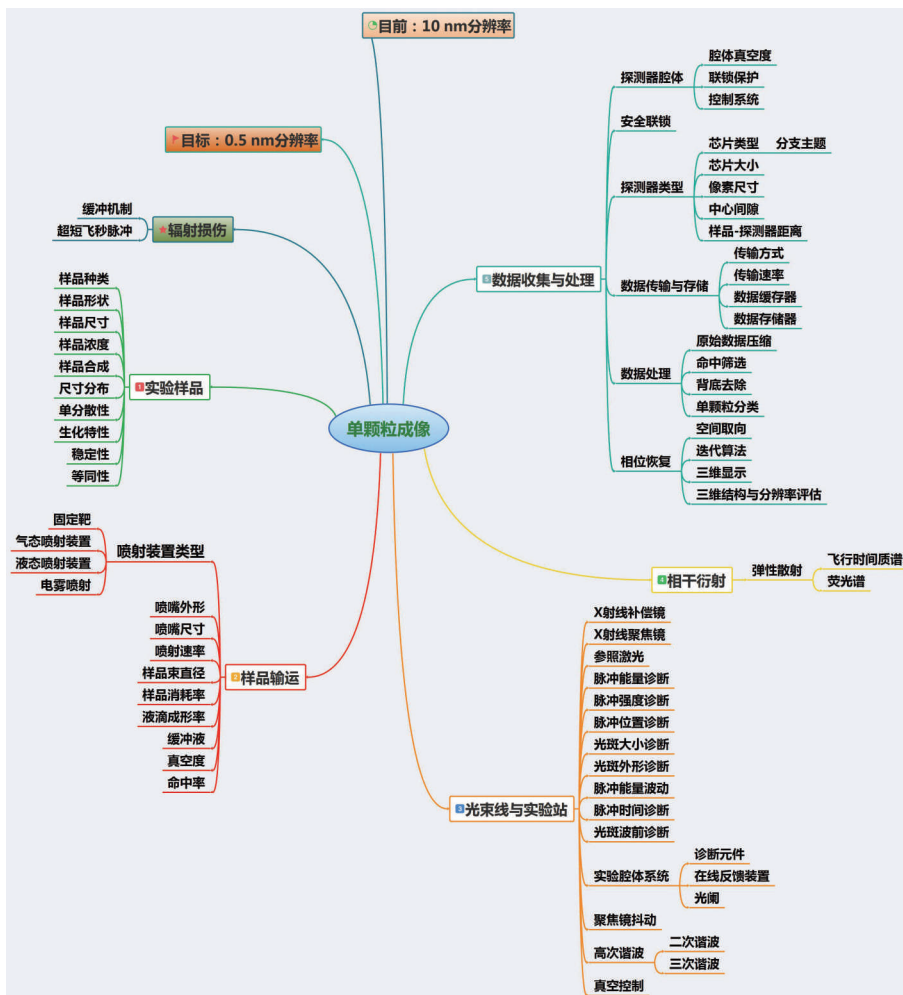 目前：10 nm分辨率
目标：0.5 nm分辨率
辐射损伤
缓冲机制
超短飞秒脉冲
单颗粒成像
1 实验样品
样品种类
样品形状
样品尺寸
样品浓度
样品合成
尺寸分布
单分散性
生化特性
稳定性
等同性
2 样品输运
喷射装置类型
固定靶
气态喷射装置
液态喷射装置
电雾喷射
喷嘴外形
喷嘴尺寸
喷射速率
样品束直径
样品消耗率
液滴成形率
缓冲液
真空度
命中率
3 光束线与实验站
X射线补偿镜
X射线聚焦镜
参照激光
脉冲能量诊断
脉冲强度诊断
脉冲位置诊断
光斑大小诊断
光斑外形诊断
脉冲能量波动
脉冲时间诊断
光斑波前诊断
实验腔体系统
诊断元件
在线反馈装置
光阑
聚焦镜抖动
高次谐波
二次谐波
三次谐波
真空控制
4 相干衍射
弹性散射
飞行时间质谱
荧光谱
5 数据收集与处理
探测器腔体
腔体真空度
联锁保护
控制系统
安全联锁
探测器类型
芯片类型 分支主题
芯片大小
像素尺寸
中心间隙
样品-探测器距离
数据传输与存储
传输方式
传输速率
数据缓存器
数据存储器
数据处理
原始数据压缩
命中筛选
背底去除
单颗粒分类
相位恢复
空间取向
迭代算法
三维显示
三维结构与分辨率评估